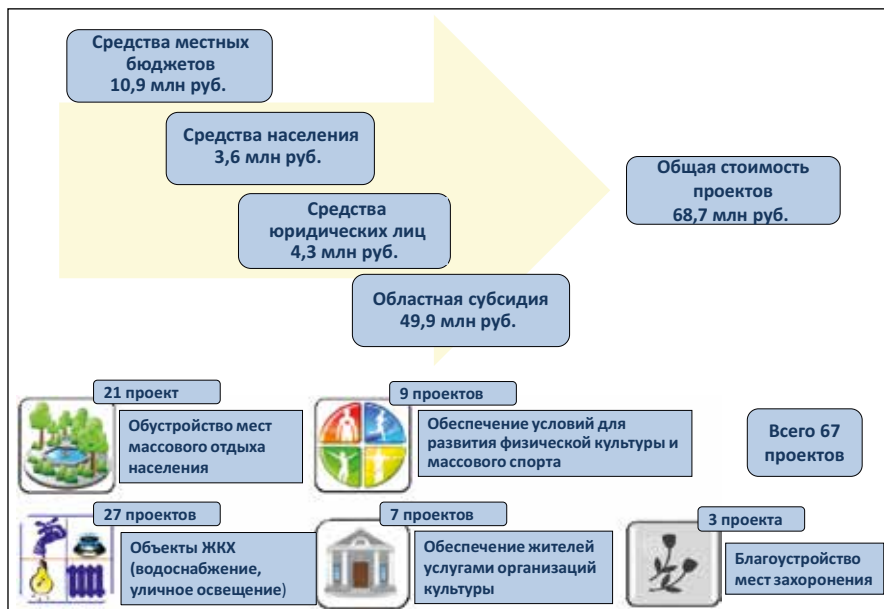 Средства местных
бюджетов
10,9 млн руб.
Средства населения
3,6 млн руб.
Средства
юридических лиц
4,3 млн руб.
Областная субсидия
49,9 млн руб.
Общая стоимость
проектов
68,7 млн руб.
21 проект
Обустройство мест
массового отдыха
населения
9 проектов
Обеспечение условий для
развития физической культуры и
массового спорта
Всего 67
проектов
27 проектов
Объекты ЖКХ
(водоснабжение,
уличное освещение)
7 проектов
Обеспечение жителей
услугами организаций
культуры
3 проекта
Благоустройство
мест захоронения